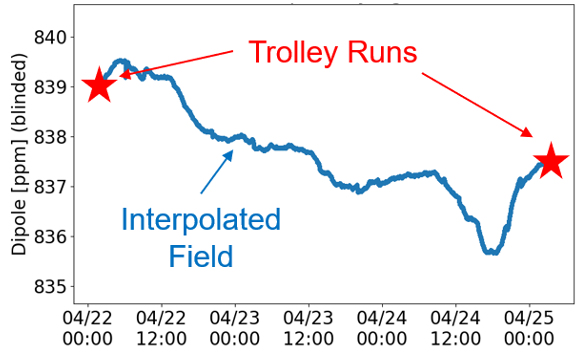 840
839
838
837
836
835
Dipole [ppm] (blinded)
Trolley Runs
Interpolated
Field
04/22 04/22 04/23 04/23 04/24 04/24 04/25
00:00 12:00 00:00 12:00 00:00 12:00 00:00